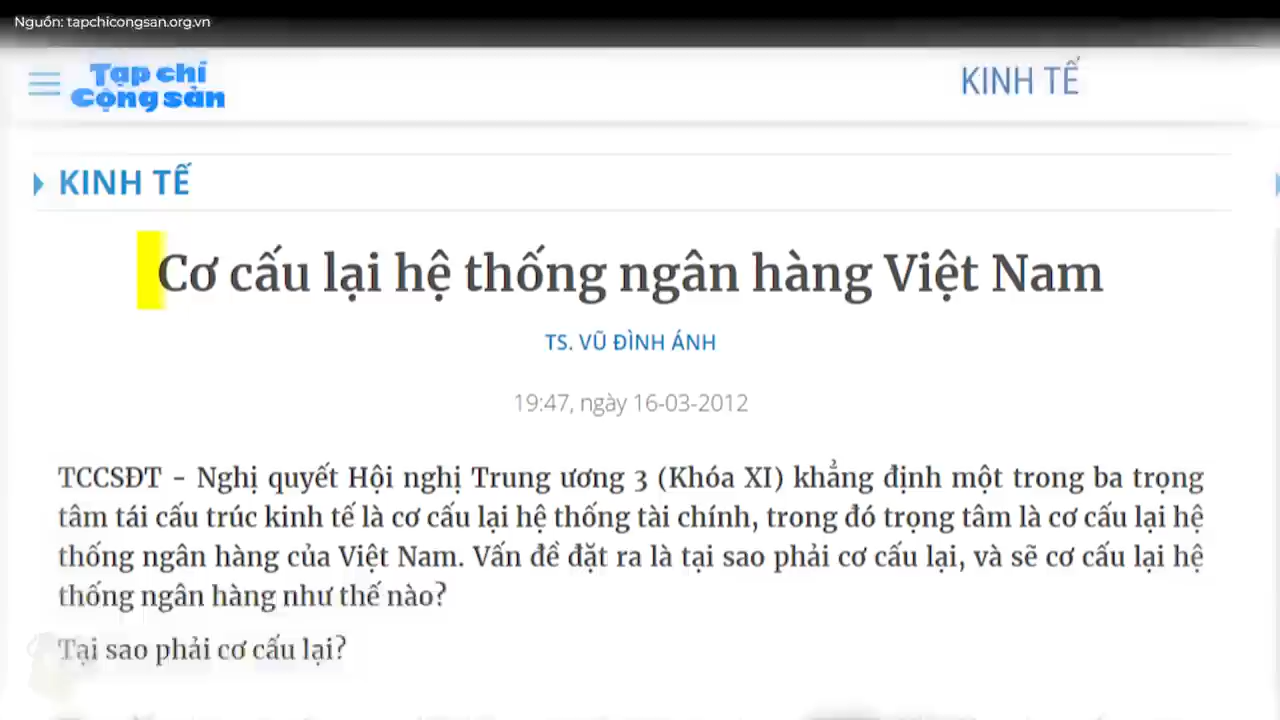 Nguồn: tapchicongsan.org.vn
Tạp chí
Cộng sản
KINH TẾ
KINH TẾ
Cơ cấu lại hệ thống ngân hàng Việt Nam
TS. VŨ ĐÌNH ÁNH
19:47, ngày 16-03-2012
TCCSĐT - Nghị quyết Hội nghị Trung ương 3 (Khóa XI) khẳng định một trong ba trọng
tâm tái cấu trúc kinh tế là cơ cấu lại hệ thống tài chính, trong đó trọng tâm là cơ cấu lại hệ
thống ngân hàng của Việt Nam. Vấn đề đặt ra là tại sao phải cơ cấu lại, và sẽ cơ cấu lại hệ
thống ngân hàng như thế nào?
Tại sao phải cơ cấu lại?